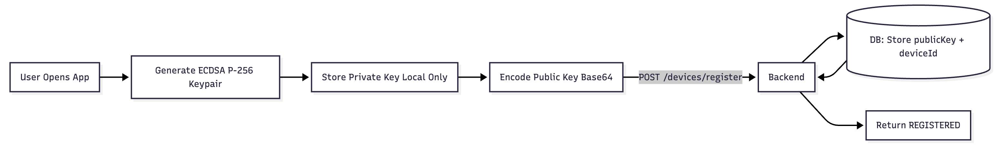 User Opens App
Generate ECDSA P-256
Keypair
Store Private Key Local Only
Encode Public Key Base64
POST /devices/register
Backend
DB: Store publicKey +
deviceId
Return REGISTERED